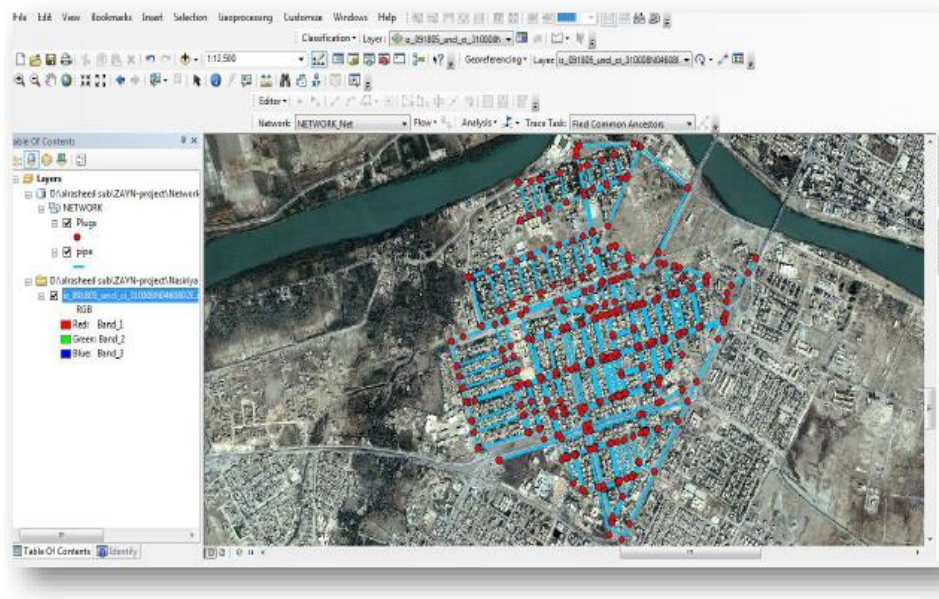 File Edit View Bookmarks Insert Selection Geoprocessing Customize Windows Help
Classification Layer:
1:12,500 Georeferencing Layer:
Editor
Network: NETWORK_Net Flow Analysis Trace Task: Find Common Ancestors
Table Of Contents
Layers
D:\alrasheed sub\ZAYN-project\Network
NETWORK
Plugs
pipe
D:\alrasheed sub\ZAYN-project\Nasiriya
RGB
Red: Band_1
Green: Band_2
Blue: Band_3
Table Of Contents Identify